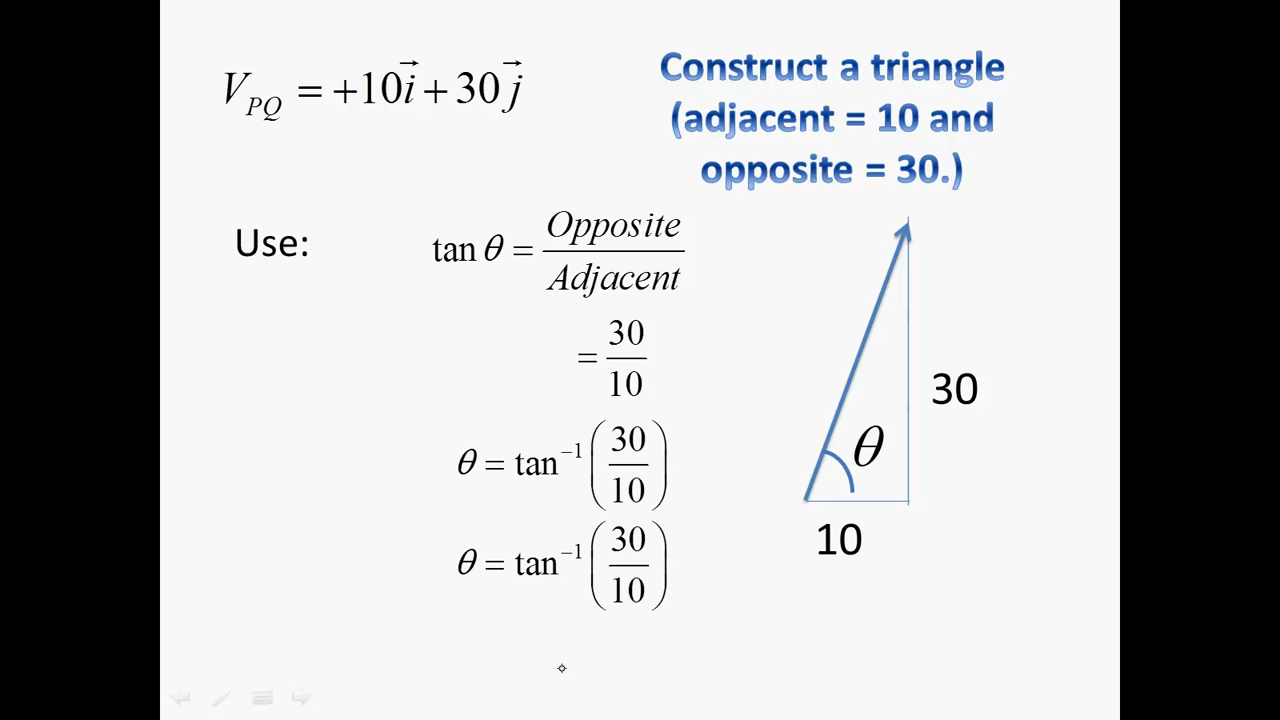 V_PQ = +10i⃗ + 30j⃗
Construct a triangle
(adjacent = 10 and
opposite = 30.)
Use:
tan θ = Opposite / Adjacent
= 30 / 10
θ = tan⁻¹ (30 / 10)
θ = tan⁻¹ (30 / 10)
θ
30
10